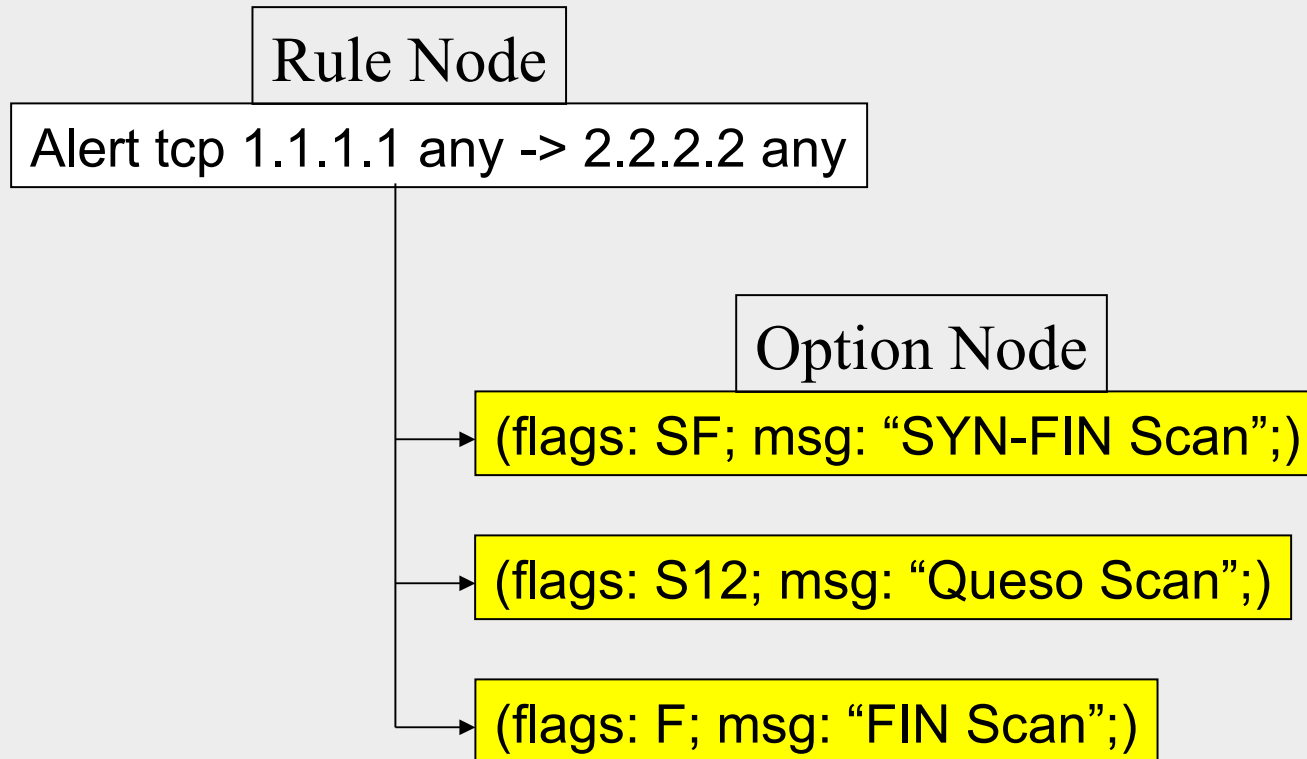 Rule Node
Alert tcp 1.1.1.1 any -> 2.2.2.2 any
Option Node
(flags: SF; msg: “SYN-FIN Scan”;)
(flags: S12; msg: “Queso Scan”;)
(flags: F; msg: “FIN Scan”;)